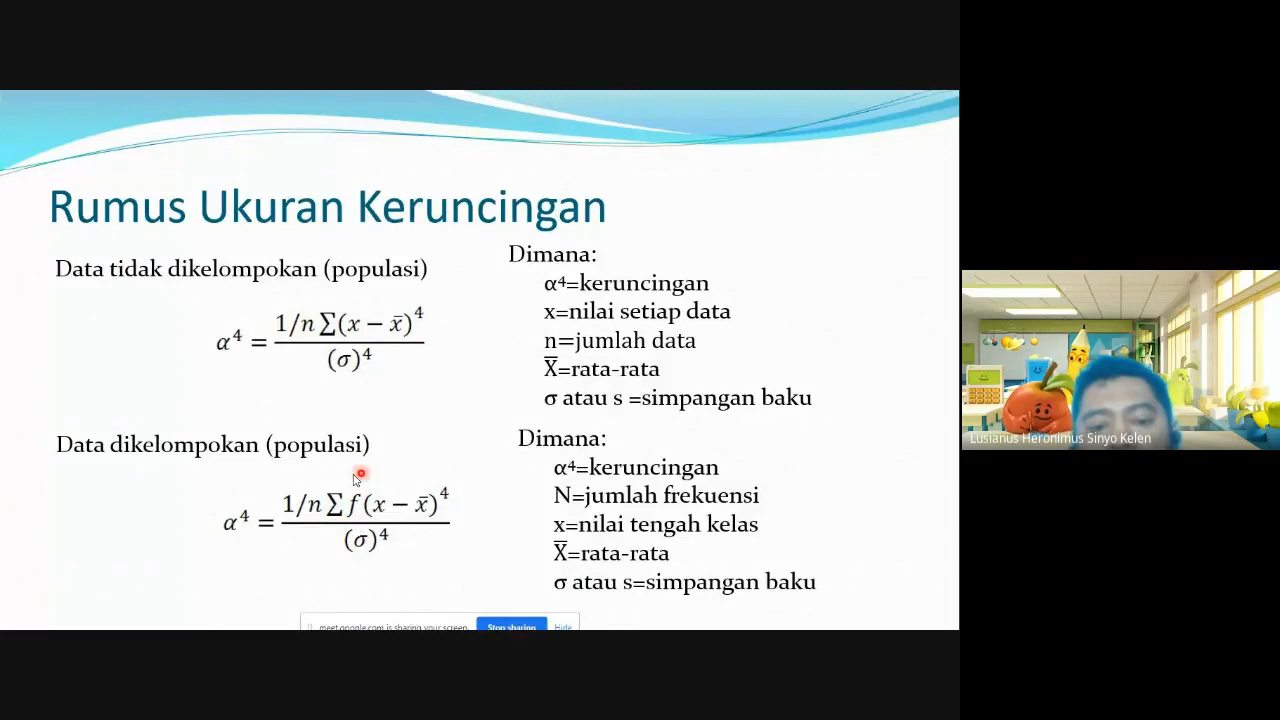 Rumus Ukuran Keruncingan
Data tidak dikelompokan (populasi)
α⁴ = 1/n ∑(x − x̄)⁴ / (σ)⁴
Dimana:
α⁴=keruncingan
x=nilai setiap data
n=jumlah data
X̅=rata-rata
σ atau s =simpangan baku
Data dikelompokan (populasi)
α⁴ = 1/n ∑ f(x − x̄)⁴ / (σ)⁴
Dimana:
α⁴=keruncingan
N=jumlah frekuensi
x=nilai tengah kelas
X̅=rata-rata
σ atau s=simpangan baku
meet.google.com is sharing your screen. Stop sharing Hide
Lusianus Heronimus Sinyo Kelen